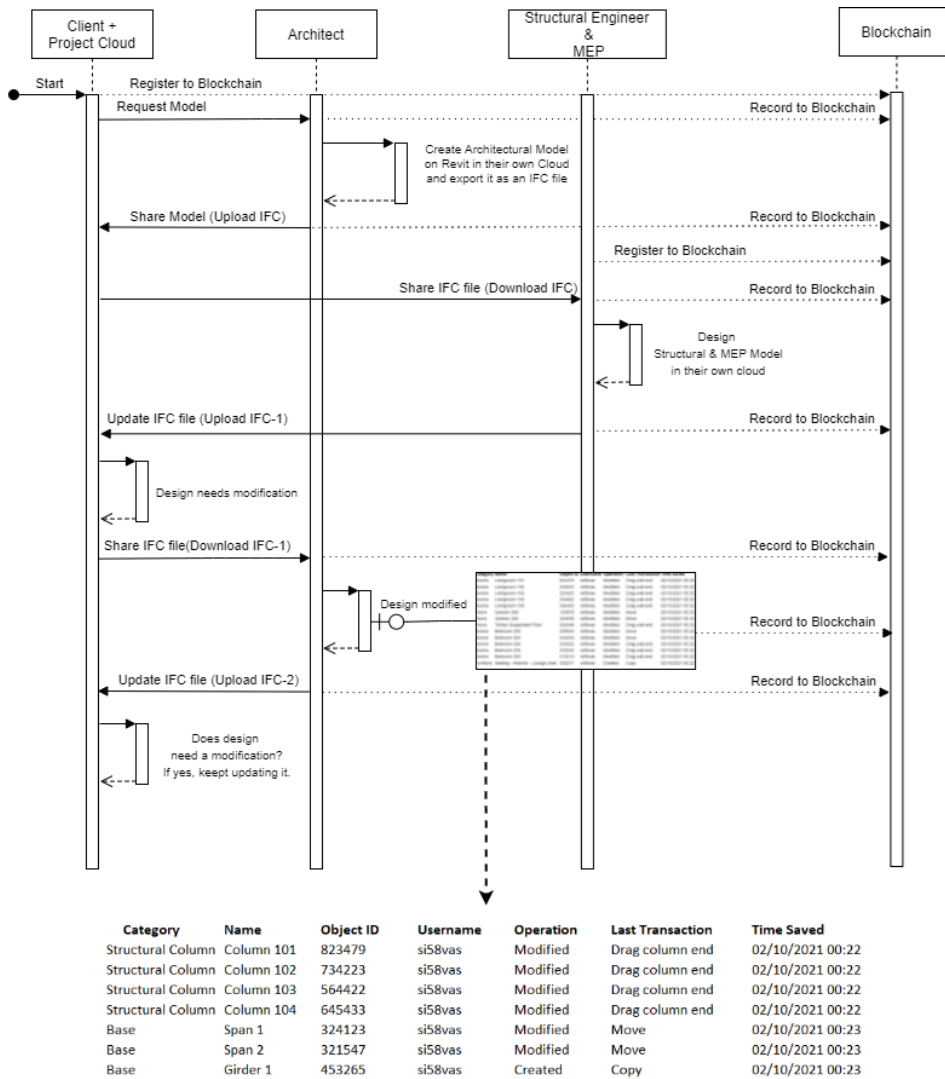 Client +
Project Cloud
Architect
Structural Engineer
&
MEP
Blockchain
Start
Register to Blockchain
Request Model
Record to Blockchain
Create Architectural Model
on Revit in their own Cloud
and export it as an IFC file
Share Model (Upload IFC)
Record to Blockchain
Register to Blockchain
Share IFC file (Download IFC)
Record to Blockchain
Design
Structural & MEP Model
in their own cloud
Update IFC file (Upload IFC-1)
Record to Blockchain
Design needs modification
Share IFC file(Download IFC-1)
Record to Blockchain
Design modified
Record to Blockchain
Update IFC file (Upload IFC-2)
Record to Blockchain
Does design
need a modification?
If yes, keept updating it.
Category Name Object ID Username Operation Last Transaction Time Saved
Structural Column Column 101 823479 si58vas Modified Drag column end 02/10/2021 00:22
Structural Column Column 102 734223 si58vas Modified Drag column end 02/10/2021 00:22
Structural Column Column 103 564422 si58vas Modified Drag column end 02/10/2021 00:22
Structural Column Column 104 645433 si58vas Modified Drag column end 02/10/2021 00:22
Base Span 1 324123 si58vas Modified Move 02/10/2021 00:23
Base Span 2 321547 si58vas Modified Move 02/10/2021 00:23
Base Girder 1 453265 si58vas Created Copy 02/10/2021 00:23